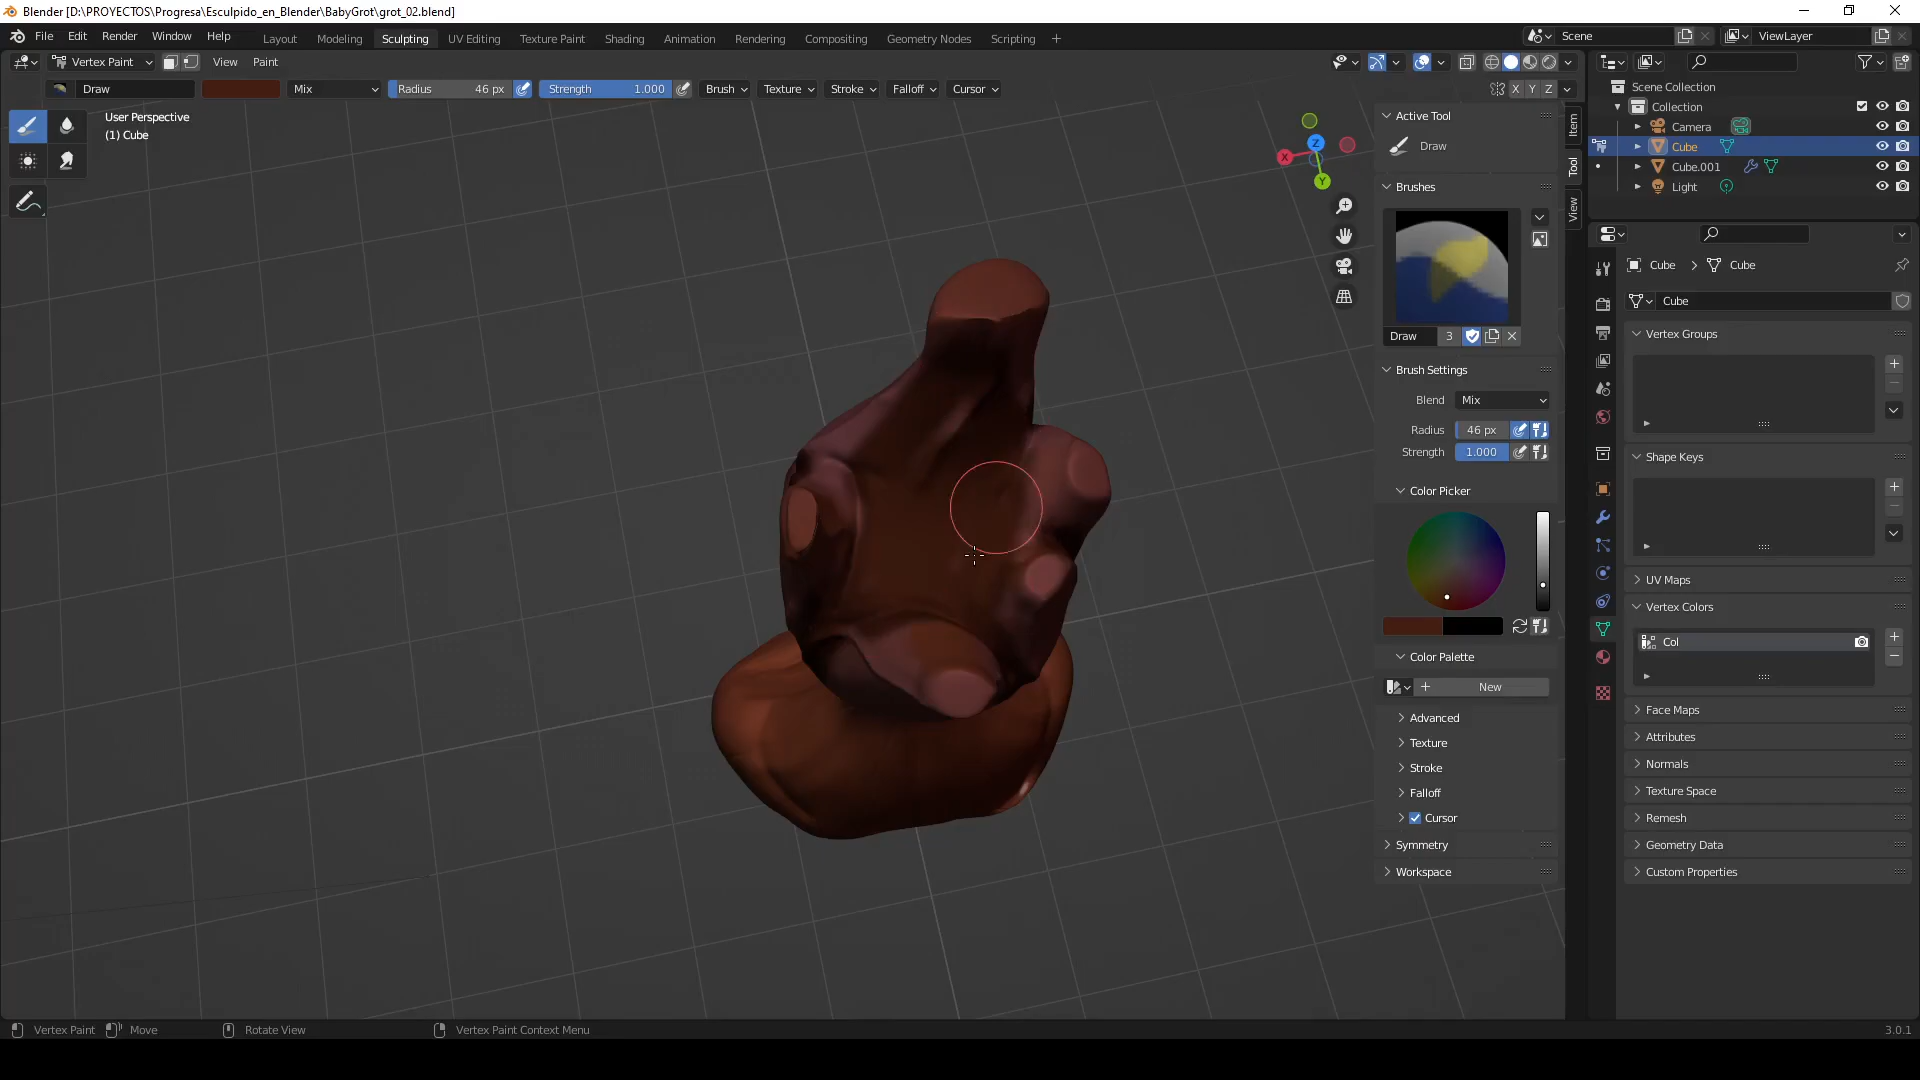 Blender [D:\PROYECTOS\Progresa\Esculpido_en_Blender\BabyGrot\grot_02.blend]
File Edit Render Window Help Layout Modeling Sculpting UV Editing Texture Paint Shading Animation Rendering Compositing Geometry Nodes Scripting + Scene ViewLayer
Vertex Paint View Paint
Draw Mix Radius 46 px Strength 1.000 Brush Texture Stroke Falloff Cursor X Y Z
User Perspective
(1) Cube
X Z Y
Active Tool
Draw
Brushes
Draw 3
Brush Settings
Blend Mix
Radius 46 px
Strength 1.000
Color Picker
Color Palette
+ New
Advanced
Texture
Stroke
Falloff
Cursor
Symmetry
Workspace
Item
Tool
View
Scene Collection
Collection
Camera
Cube
Cube.001
Light
Cube > Cube
Cube
Vertex Groups
Shape Keys
UV Maps
Vertex Colors
Col
Face Maps
Attributes
Normals
Texture Space
Remesh
Geometry Data
Custom Properties
Vertex Paint Move Rotate View Vertex Paint Context Menu 3.0.1